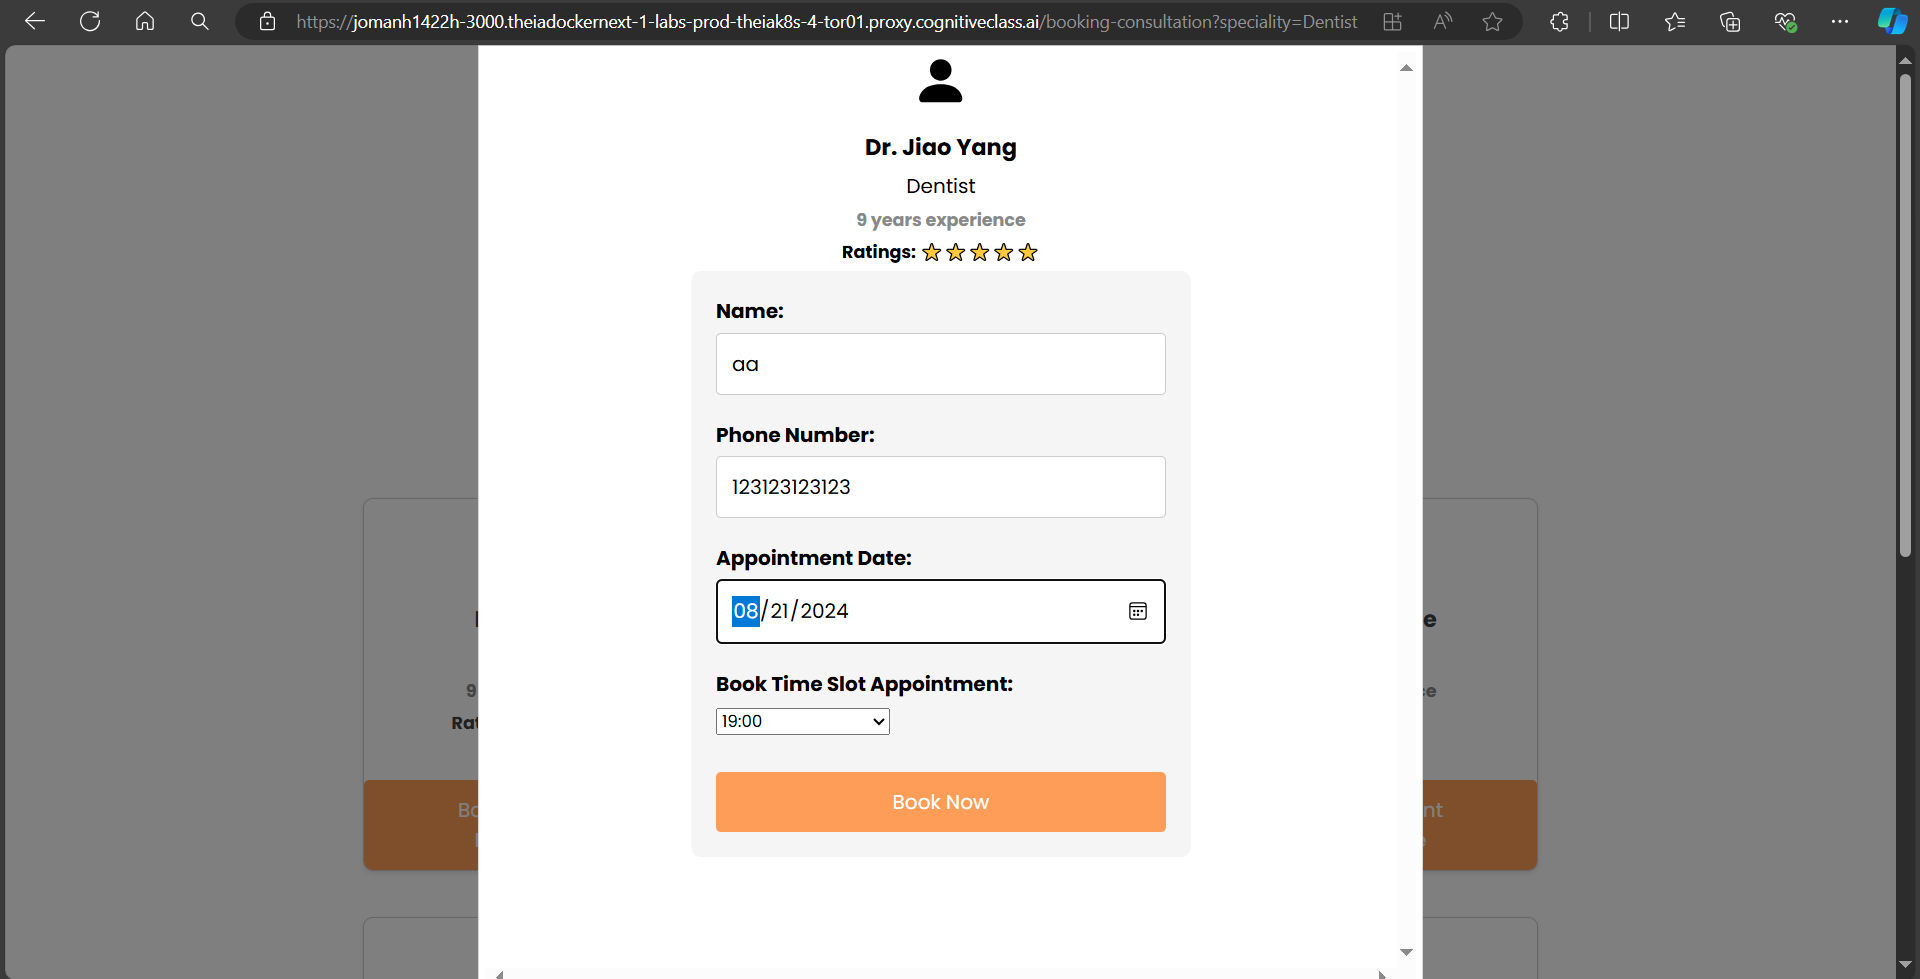 https://jomanh1422h-3000.theiadockernext-1-labs-prod-theiak8s-4-tor01.proxy.cognitiveclass.ai/booking-consultation?speciality=Dentist
Dr. Jiao Yang
Dentist
9 years experience
Ratings:
Name:
aa
Phone Number:
123123123123
Appointment Date:
08/21/2024
Book Time Slot Appointment:
19:00
Book Now